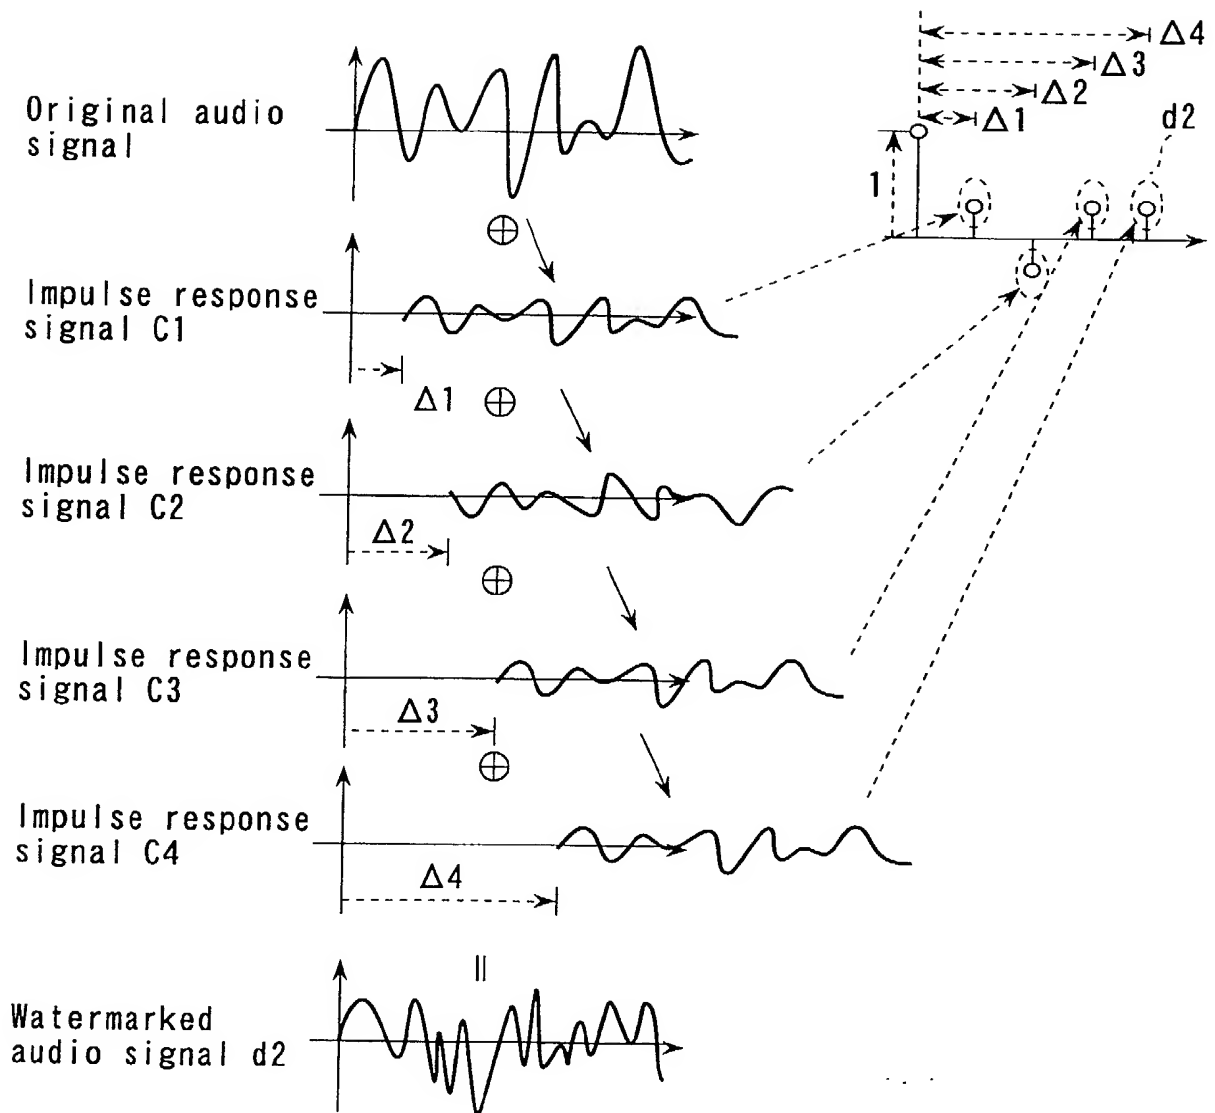 Original audio
signal
Δ4
Δ3
Δ2
Δ1
d2
1
Impulse response
signal C1
Δ1
Impulse response
signal C2
Δ2
Impulse response
signal C3
Δ3
Impulse response
signal C4
Δ4
Watermarked
audio signal d2